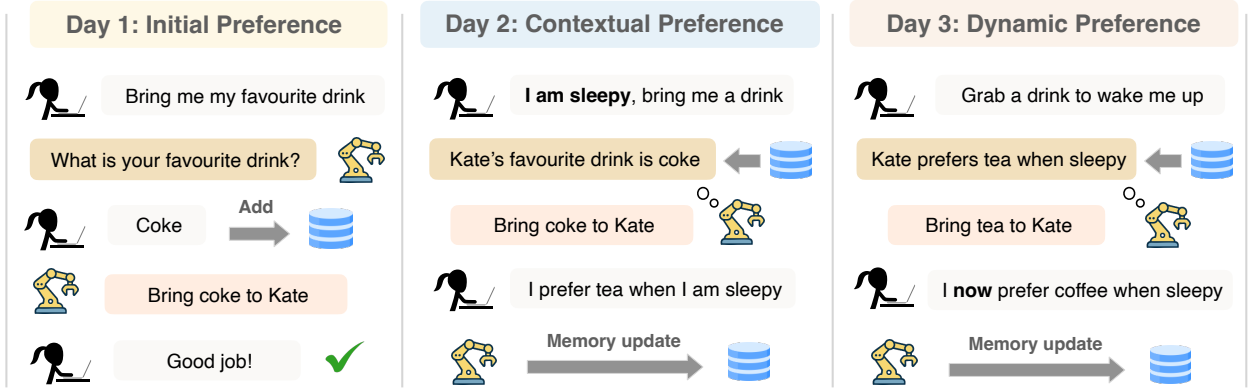 Day 1: Initial Preference
Bring me my favourite drink
What is your favourite drink?
Coke
Add
Bring coke to Kate
Good job!
Day 2: Contextual Preference
I am sleepy, bring me a drink
Kate's favourite drink is coke
Bring coke to Kate
I prefer tea when I am sleepy
Memory update
Day 3: Dynamic Preference
Grab a drink to wake me up
Kate prefers tea when sleepy
Bring tea to Kate
I now prefer coffee when sleepy
Memory update